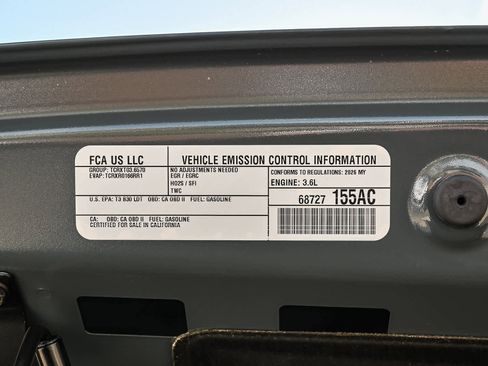 FCA US LLC
VEHICLE EMISSION CONTROL INFORMATION
GROUP: TCRXT03.6570
EVAP: TCRXR0166RR1
NO ADJUSTMENTS NEEDED
EGR / EGRC
HO2S / SFI
TWC
CONFORMS TO REGULATIONS: 2026 MY
ENGINE: 3.6L
U.S. EPA: T3 B30 LDT OBD: CA OBD II FUEL: GASOLINE
68727 155AC
CA: OBD: CA OBD II FUEL: GASOLINE
CERTIFIED FOR SALE IN CALIFORNIA